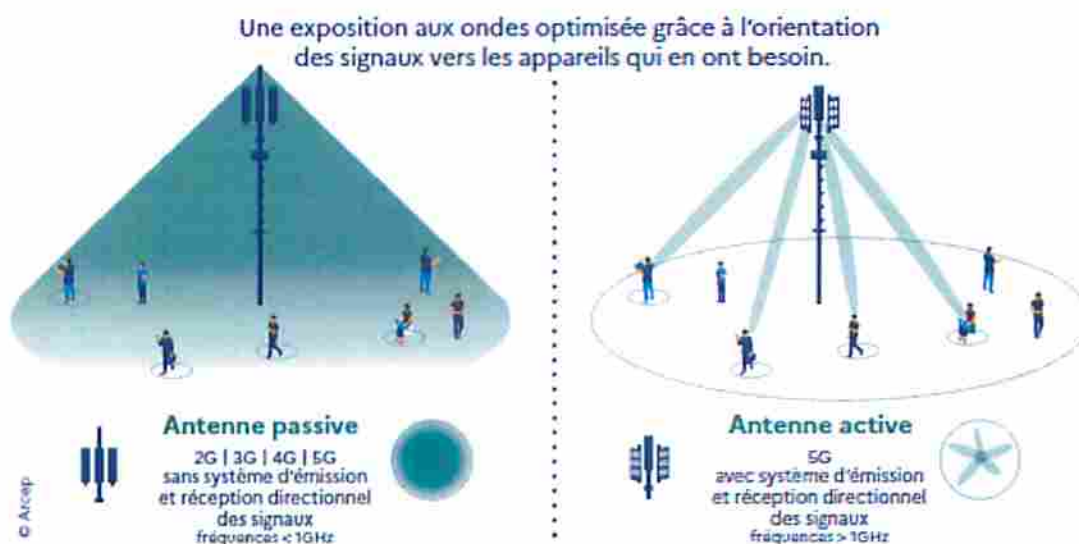 Une exposition aux ondes optimisée grâce à l'orientation
des signaux vers les appareils qui en ont besoin.
Antenne passive
2G | 3G | 4G | 5G
sans système d'émission
et réception directionnel
des signaux
fréquences < 1GHz
Antenne active
5G
avec système d'émission
et réception directionnel
des signaux
fréquences > 1GHz
© Arcep